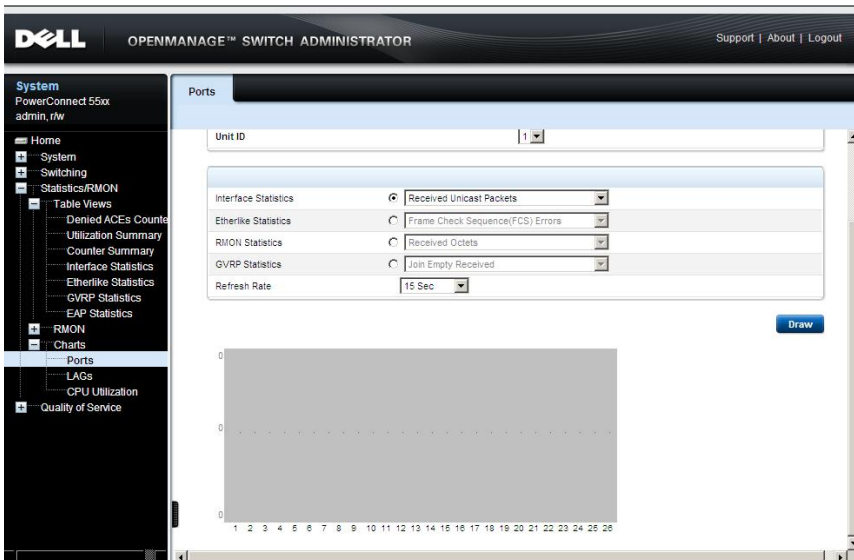 DELL
OPENMANAGE™ SWITCH ADMINISTRATOR
Support | About | Logout
System
PowerConnect 55xx
admin, r/w
Home
System
Switching
Statistics/RMON
Table Views
Denied ACEs Counte
Utilization Summary
Counter Summary
Interface Statistics
Etherlike Statistics
GVRP Statistics
EAP Statistics
RMON
Charts
Ports
LAGs
CPU Utilization
Quality of Service
Ports
Unit ID 1
Interface Statistics Received Unicast Packets
Etherlike Statistics Frame Check Sequence(FCS) Errors
RMON Statistics Received Octets
GVRP Statistics Join Empty Received
Refresh Rate 15 Sec
Draw
0
0
0
1 2 3 4 5 6 7 8 9 10 11 12 13 14 15 16 17 18 19 20 21 22 23 24 25 26